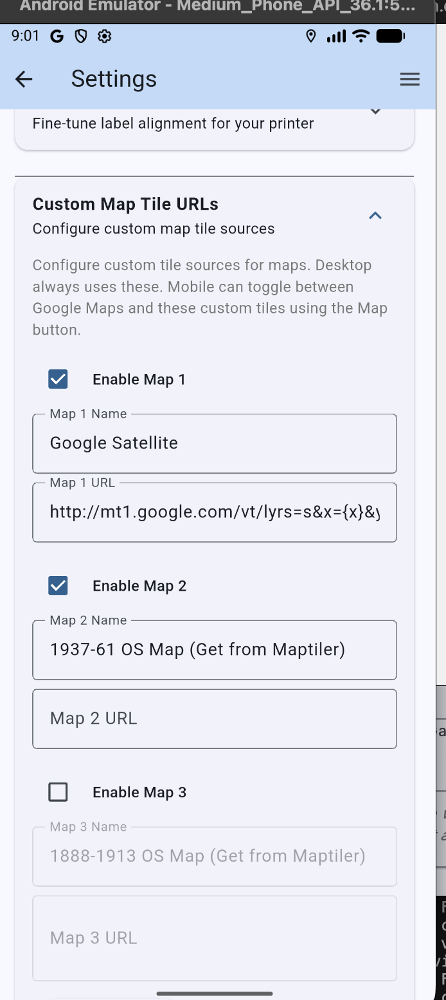 Android Emulator - Medium_Phone_API_36.1:5...
9:01
Settings
Fine-tune label alignment for your printer
Custom Map Tile URLs
Configure custom map tile sources
Configure custom tile sources for maps. Desktop
always uses these. Mobile can toggle between
Google Maps and these custom tiles using the Map
button.
Enable Map 1
Map 1 Name
Google Satellite
Map 1 URL
http://mt1.google.com/vt/lyrs=s&x={x}&y
Enable Map 2
Map 2 Name
1937-61 OS Map (Get from Maptiler)
Map 2 URL
Enable Map 3
Map 3 Name
1888-1913 OS Map (Get from Maptiler)
Map 3 URL